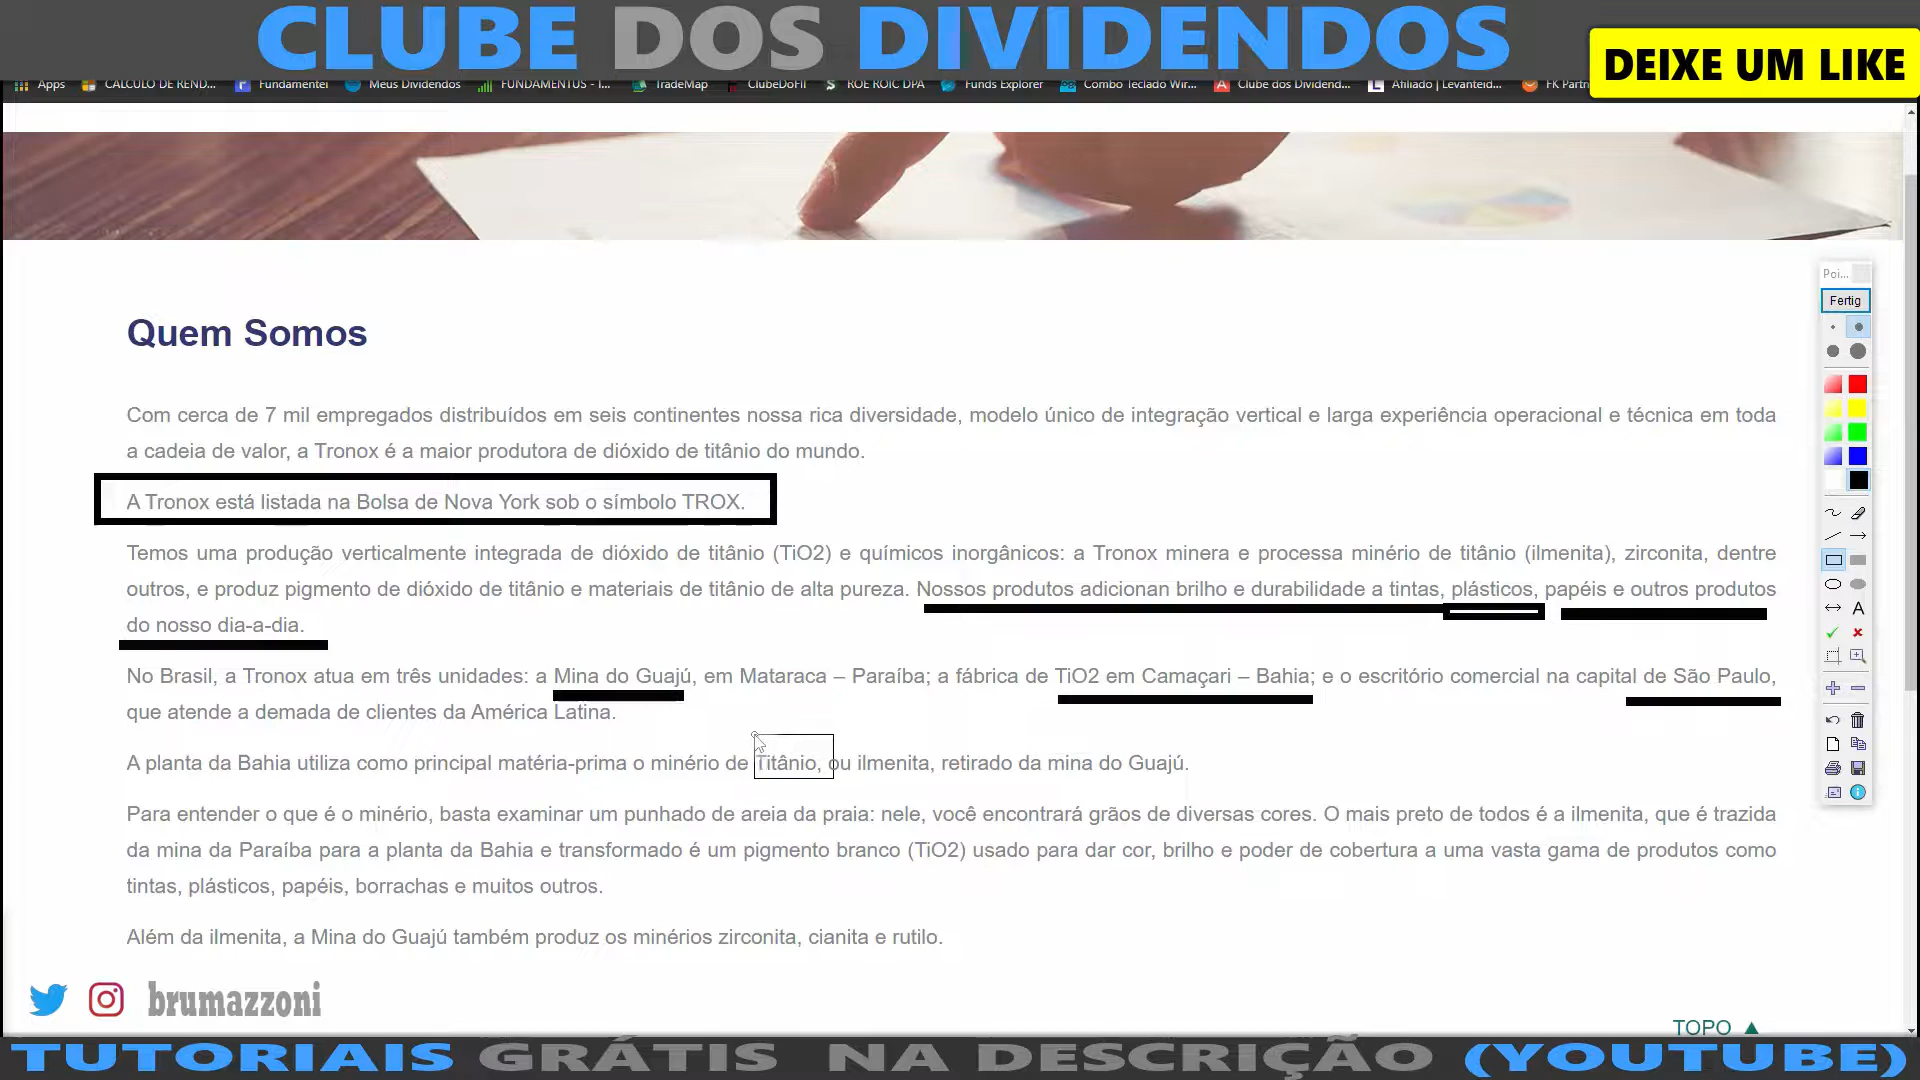 CLUBE DOS DIVIDENDOS
DEIXE UM LIKE
Apps CALCULO DE REND... Fundamentei Meus Dividendos FUNDAMENTUS - I... TradeMap ClubeDoFII ROE ROIC DPA Funds Explorer Combo Teclado Wir... Clube dos Dividend... Afiliado | Levanteid... FK Partn
Poi...
Fertig
Quem Somos
Com cerca de 7 mil empregados distribuídos em seis continentes nossa rica diversidade, modelo único de integração vertical e larga experiência operacional e técnica em toda
a cadeia de valor, a Tronox é a maior produtora de dióxido de titânio do mundo.
A Tronox está listada na Bolsa de Nova York sob o símbolo TROX.
Temos uma produção verticalmente integrada de dióxido de titânio (TiO2) e químicos inorgânicos: a Tronox minera e processa minério de titânio (ilmenita), zirconita, dentre
outros, e produz pigmento de dióxido de titânio e materiais de titânio de alta pureza. Nossos produtos adicionan brilho e durabilidade a tintas, plásticos, papéis e outros produtos
do nosso dia-a-dia.
No Brasil, a Tronox atua em três unidades: a Mina do Guajú, em Mataraca – Paraíba; a fábrica de TiO2 em Camaçari – Bahia; e o escritório comercial na capital de São Paulo,
que atende a demada de clientes da América Latina.
A planta da Bahia utiliza como principal matéria-prima o minério de Titânio, ou ilmenita, retirado da mina do Guajú.
Para entender o que é o minério, basta examinar um punhado de areia da praia: nele, você encontrará grãos de diversas cores. O mais preto de todos é a ilmenita, que é trazida
da mina da Paraíba para a planta da Bahia e transformado é um pigmento branco (TiO2) usado para dar cor, brilho e poder de cobertura a uma vasta gama de produtos como
tintas, plásticos, papéis, borrachas e muitos outros.
Além da ilmenita, a Mina do Guajú também produz os minérios zirconita, cianita e rutilo.
brumazzoni
TOPO ▲
TUTORIAIS GRÁTIS NA DESCRIÇÃO (YOUTUBE)